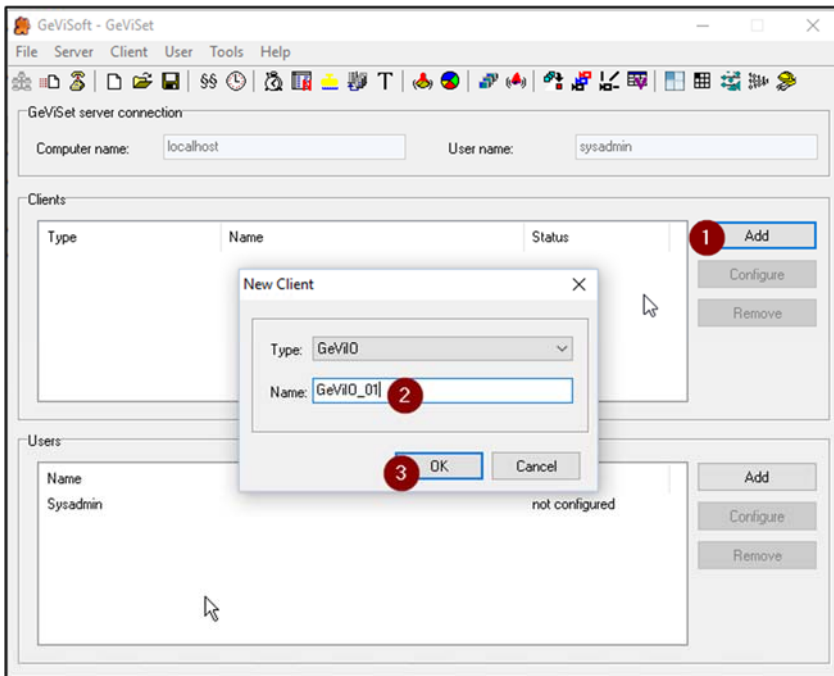 GeViSoft - GeViSet
File Server Client User Tools Help
§§ T
GeViSet server connection
Computer name: localhost User name: sysadmin
Clients
Type Name Status
1 Add
Configure
Remove
New Client
Type: GeViIO
Name: GeViIO_01 2
3 OK Cancel
Users
Name
Sysadmin not configured
Add
Configure
Remove